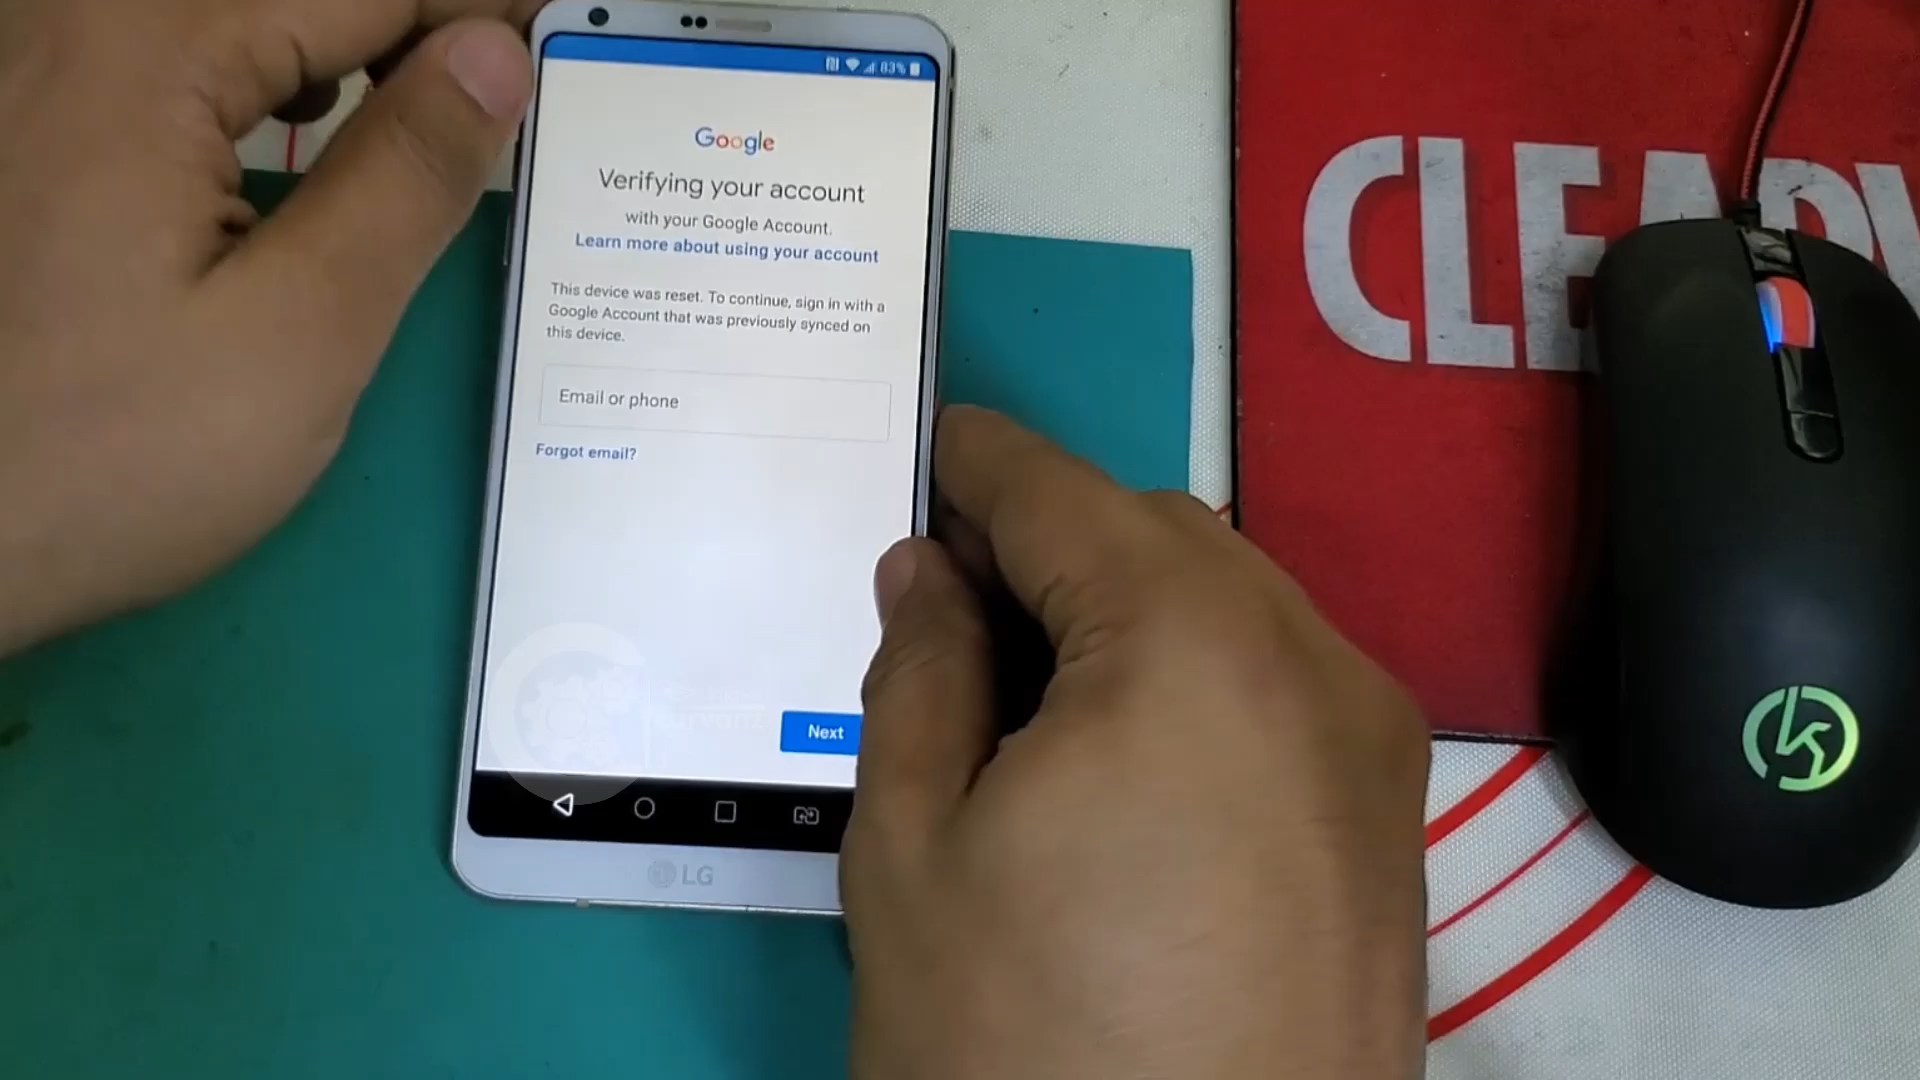 83%
Google
Verifying your account
with your Google Account.
Learn more about using your account
This device was reset. To continue, sign in with a
Google Account that was previously synced on
this device.
Email or phone
Forgot email?
Next
LG